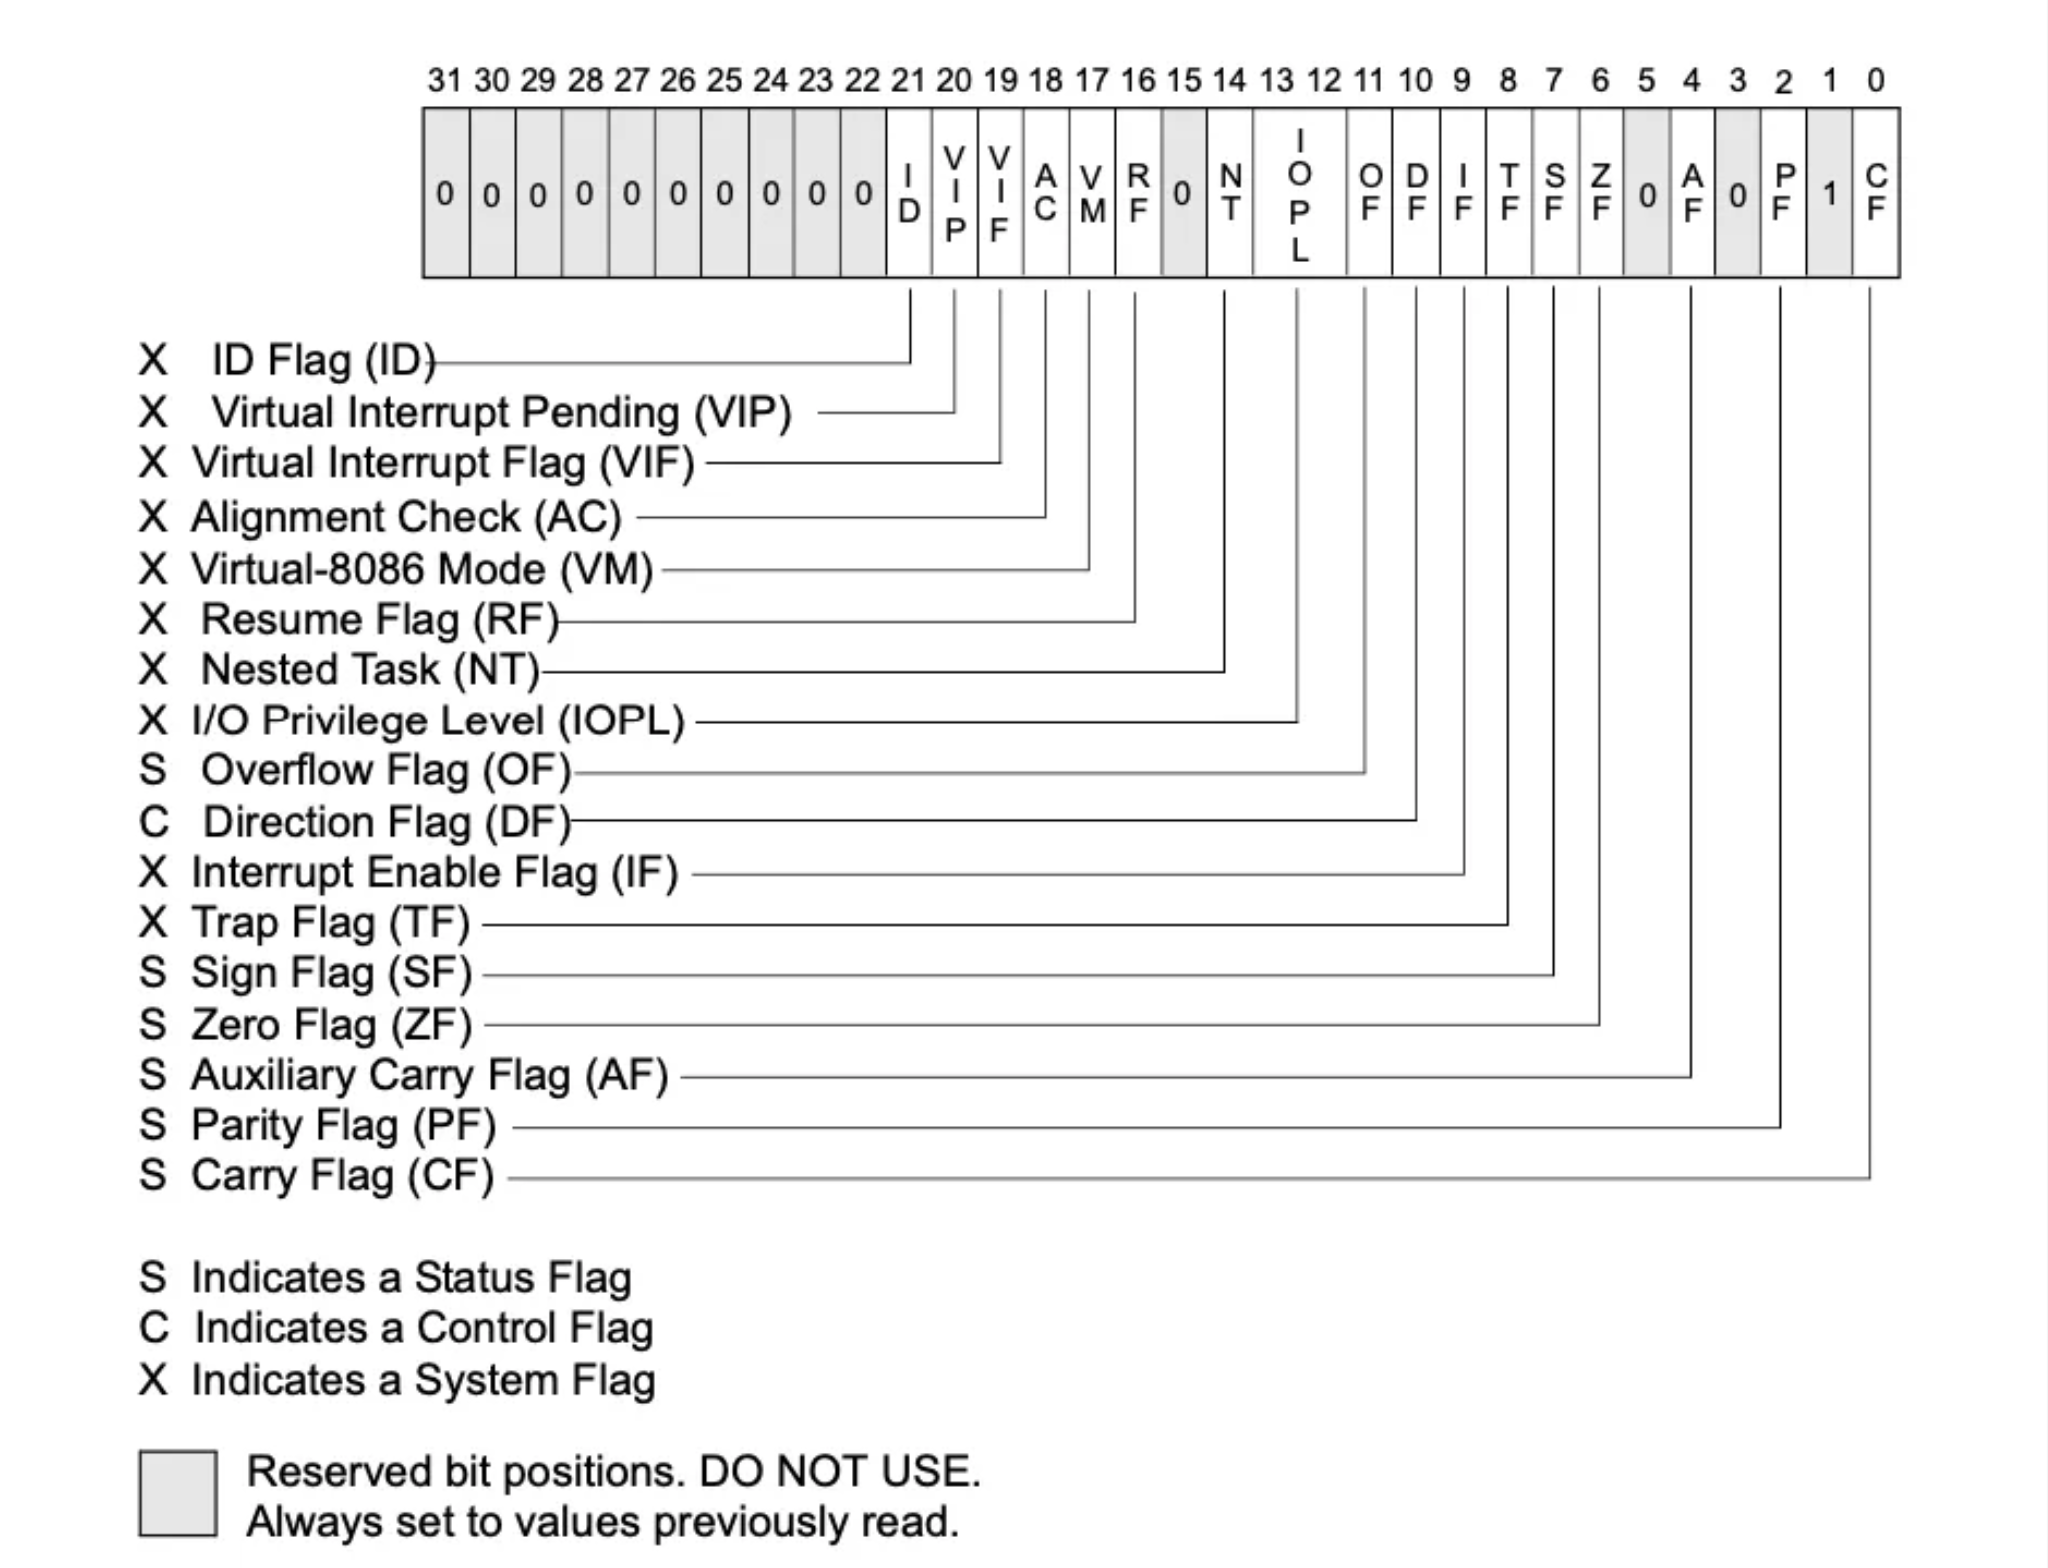 31 30 29 28 27 26 25 24 23 22 21 20 19 18 17 16 15 14 13 12 11 10 9 8 7 6 5 4 3 2 1 0
0 0 0 0 0 0 0 0 0 0 ID VIP VIF AC VM RF 0 NT IOPL OF DF IF TF SF ZF 0 AF 0 PF 1 CF
X ID Flag (ID)
X Virtual Interrupt Pending (VIP)
X Virtual Interrupt Flag (VIF)
X Alignment Check (AC)
X Virtual-8086 Mode (VM)
X Resume Flag (RF)
X Nested Task (NT)
X I/O Privilege Level (IOPL)
S Overflow Flag (OF)
C Direction Flag (DF)
X Interrupt Enable Flag (IF)
X Trap Flag (TF)
S Sign Flag (SF)
S Zero Flag (ZF)
S Auxiliary Carry Flag (AF)
S Parity Flag (PF)
S Carry Flag (CF)
S Indicates a Status Flag
C Indicates a Control Flag
X Indicates a System Flag
Reserved bit positions. DO NOT USE.
Always set to values previously read.